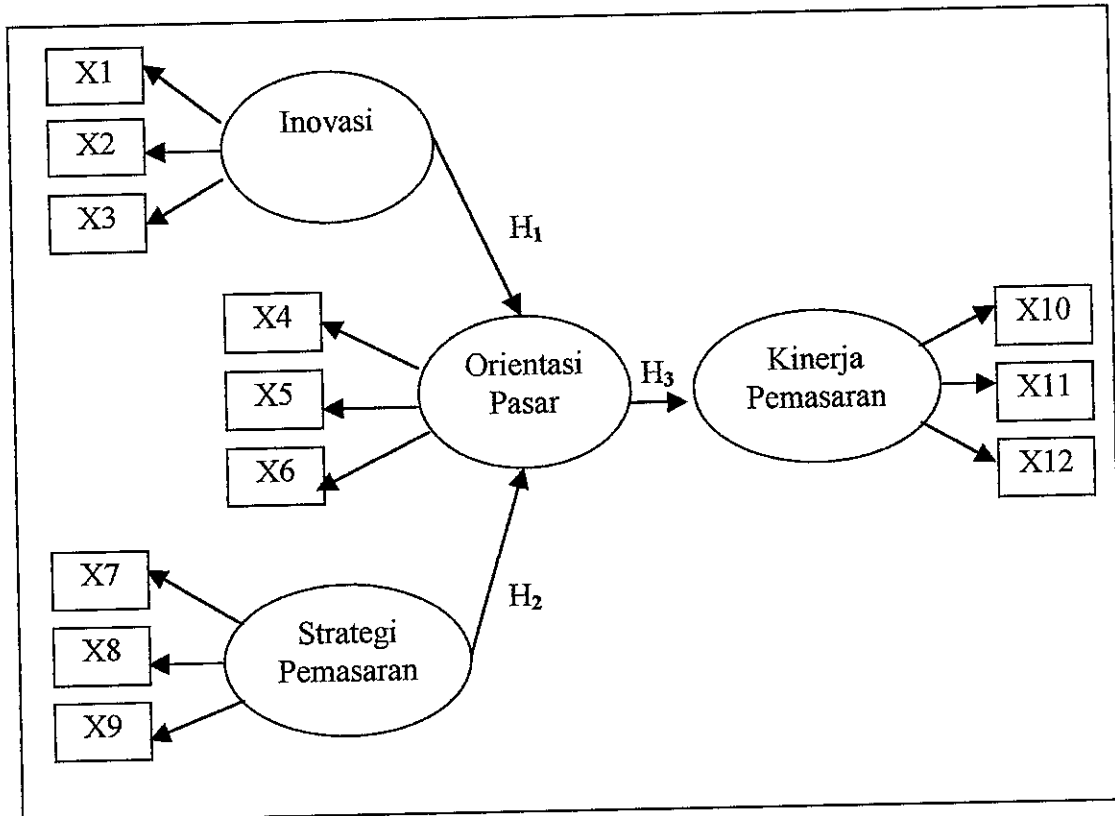 X1
X2
X3
Inovasi
H₁
X4
X5
X6
Orientasi
Pasar
H₃
Kinerja
Pemasaran
X10
X11
X12
X7
X8
X9
Strategi
Pemasaran
H₂